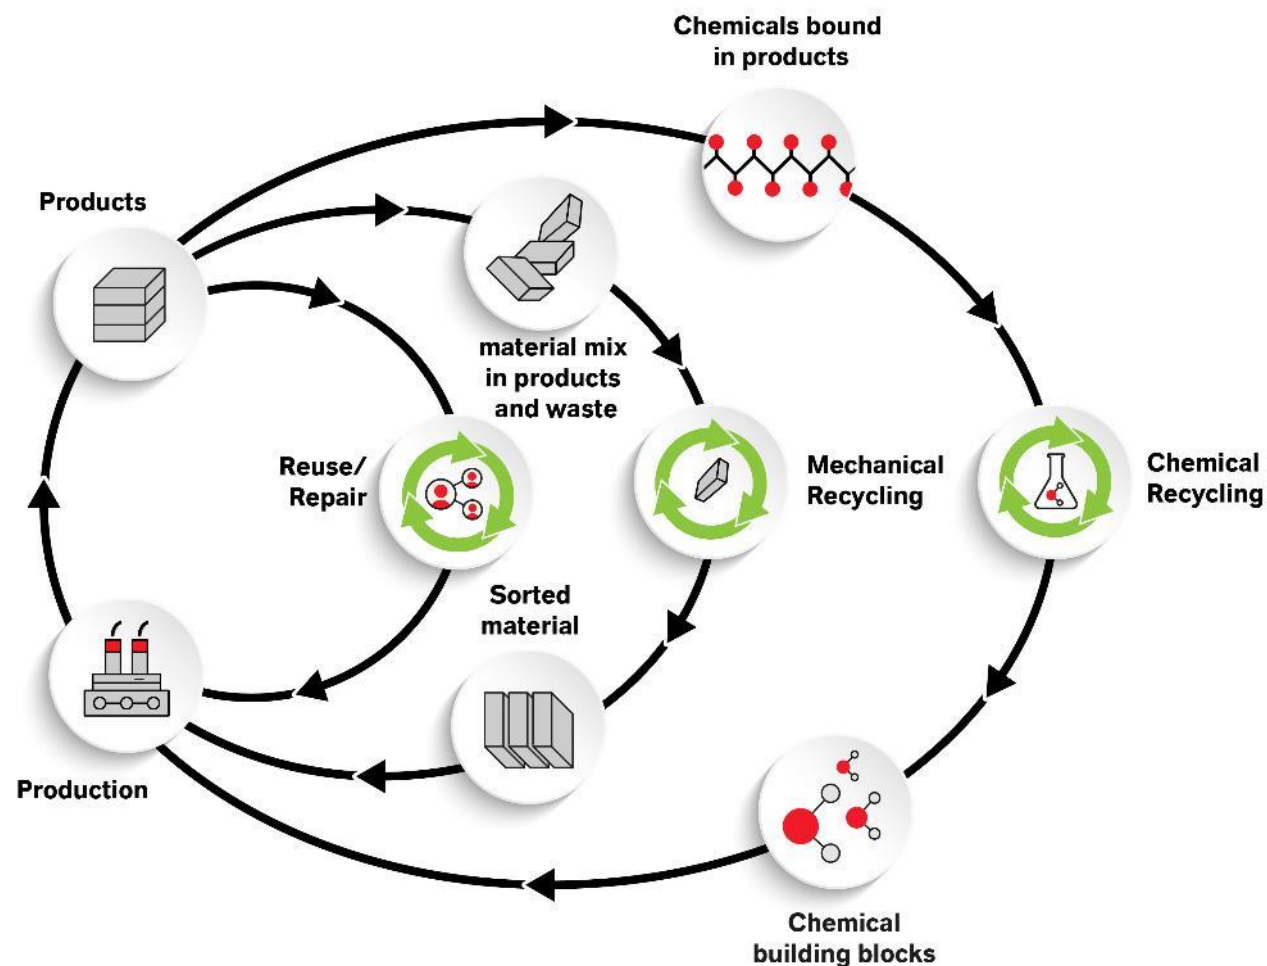 Chemicals bound
in products
Products
material mix
in products
and waste
Reuse/
Repair
Mechanical
Recycling
Chemical
Recycling
Sorted
material
Production
Chemical
building blocks